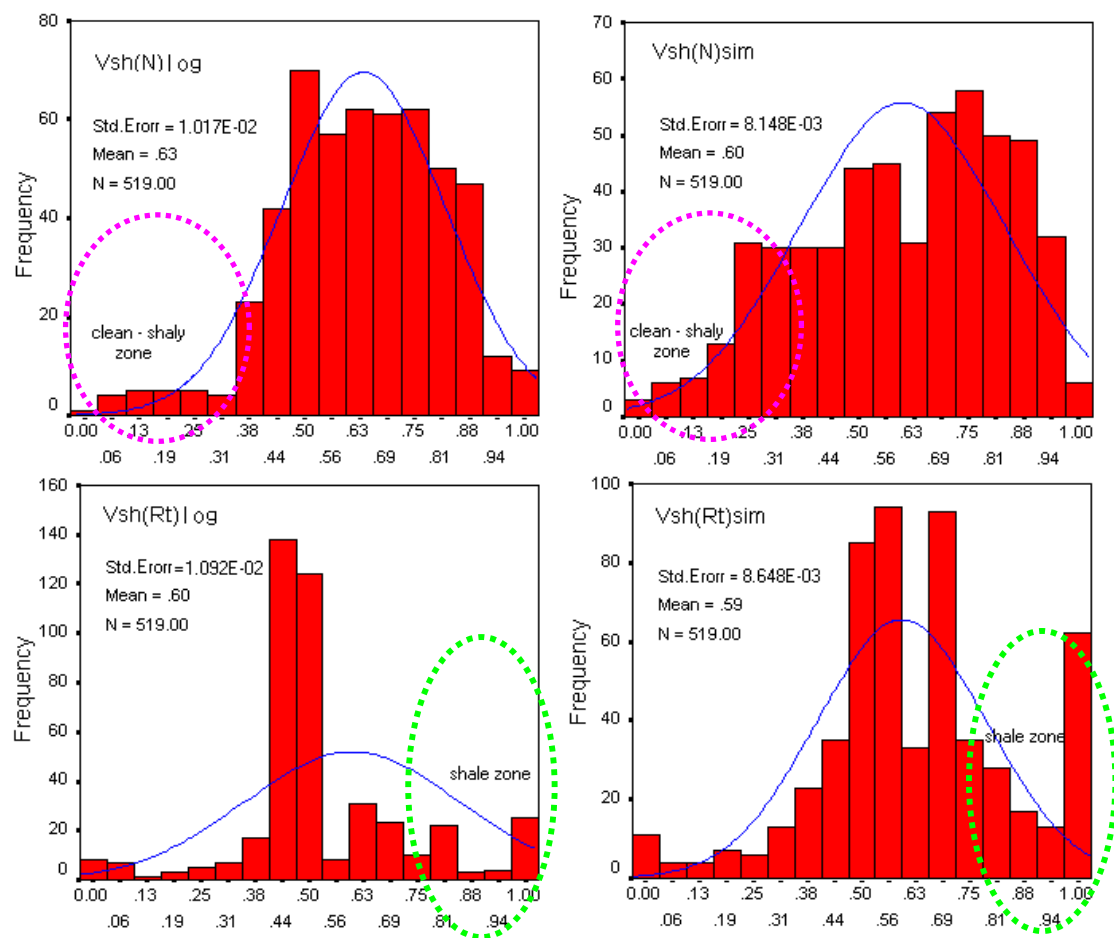 80
60
40
20
0
Frequency
Vsh(N)log
Std.Erorr = 1.017E-02
Mean = .63
N = 519.00
clean - shaly
zone
0.00 .13 .25 .38 .50 .63 .75 .88 1.00
.06 .19 .31 .44 .56 .69 .81 .94
70
60
50
40
30
20
10
0
Frequency
Vsh(N)sim
Std.Erorr = 8.148E-03
Mean = .60
N = 519.00
clean - shaly
zone
0.00 .13 .25 .38 .50 .63 .75 .88 1.00
.06 .19 .31 .44 .56 .69 .81 .94
160
140
120
100
80
60
40
20
0
Frequency
Vsh(Rt)log
Std.Erorr=1.092E-02
Mean = .60
N = 519.00
shale zone
0.00 .13 .25 .38 .50 .63 .75 .88 1.00
.06 .19 .31 .44 .56 .69 .81 .94
100
80
60
40
20
0
Frequency
Vsh(Rt)sim
Std.Erorr = 8.648E-03
Mean = .59
N = 519.00
shale zone
0.00 .13 .25 .38 .50 .63 .75 .88 1.00
.06 .19 .31 .44 .56 .69 .81 .94